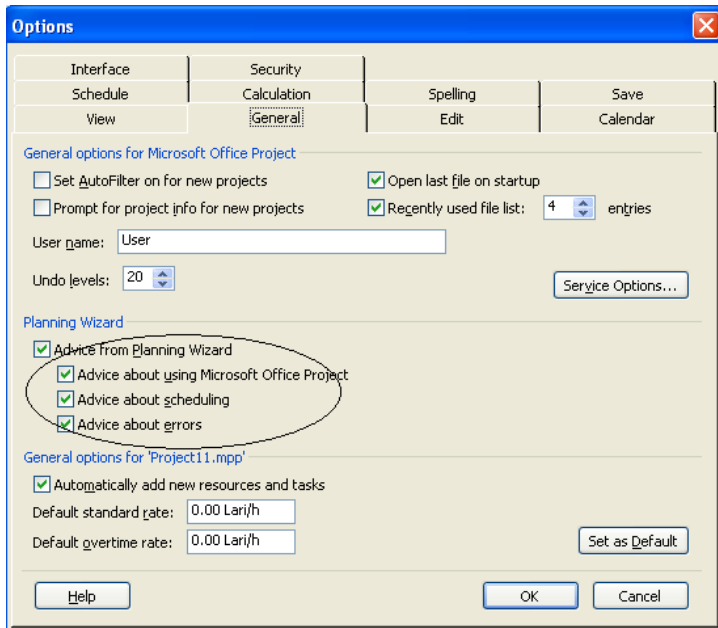 Options
Interface Security
Schedule Calculation Spelling Save
View General Edit Calendar
General options for Microsoft Office Project
Set AutoFilter on for new projects Open last file on startup
Prompt for project info for new projects Recently used file list: 4 entries
User name: User
Undo levels: 20 Service Options...
Planning Wizard
Advice from Planning Wizard
Advice about using Microsoft Office Project
Advice about scheduling
Advice about errors
General options for 'Project11.mpp'
Automatically add new resources and tasks
Default standard rate: 0.00 Lari/h
Default overtime rate: 0.00 Lari/h Set as Default
Help OK Cancel